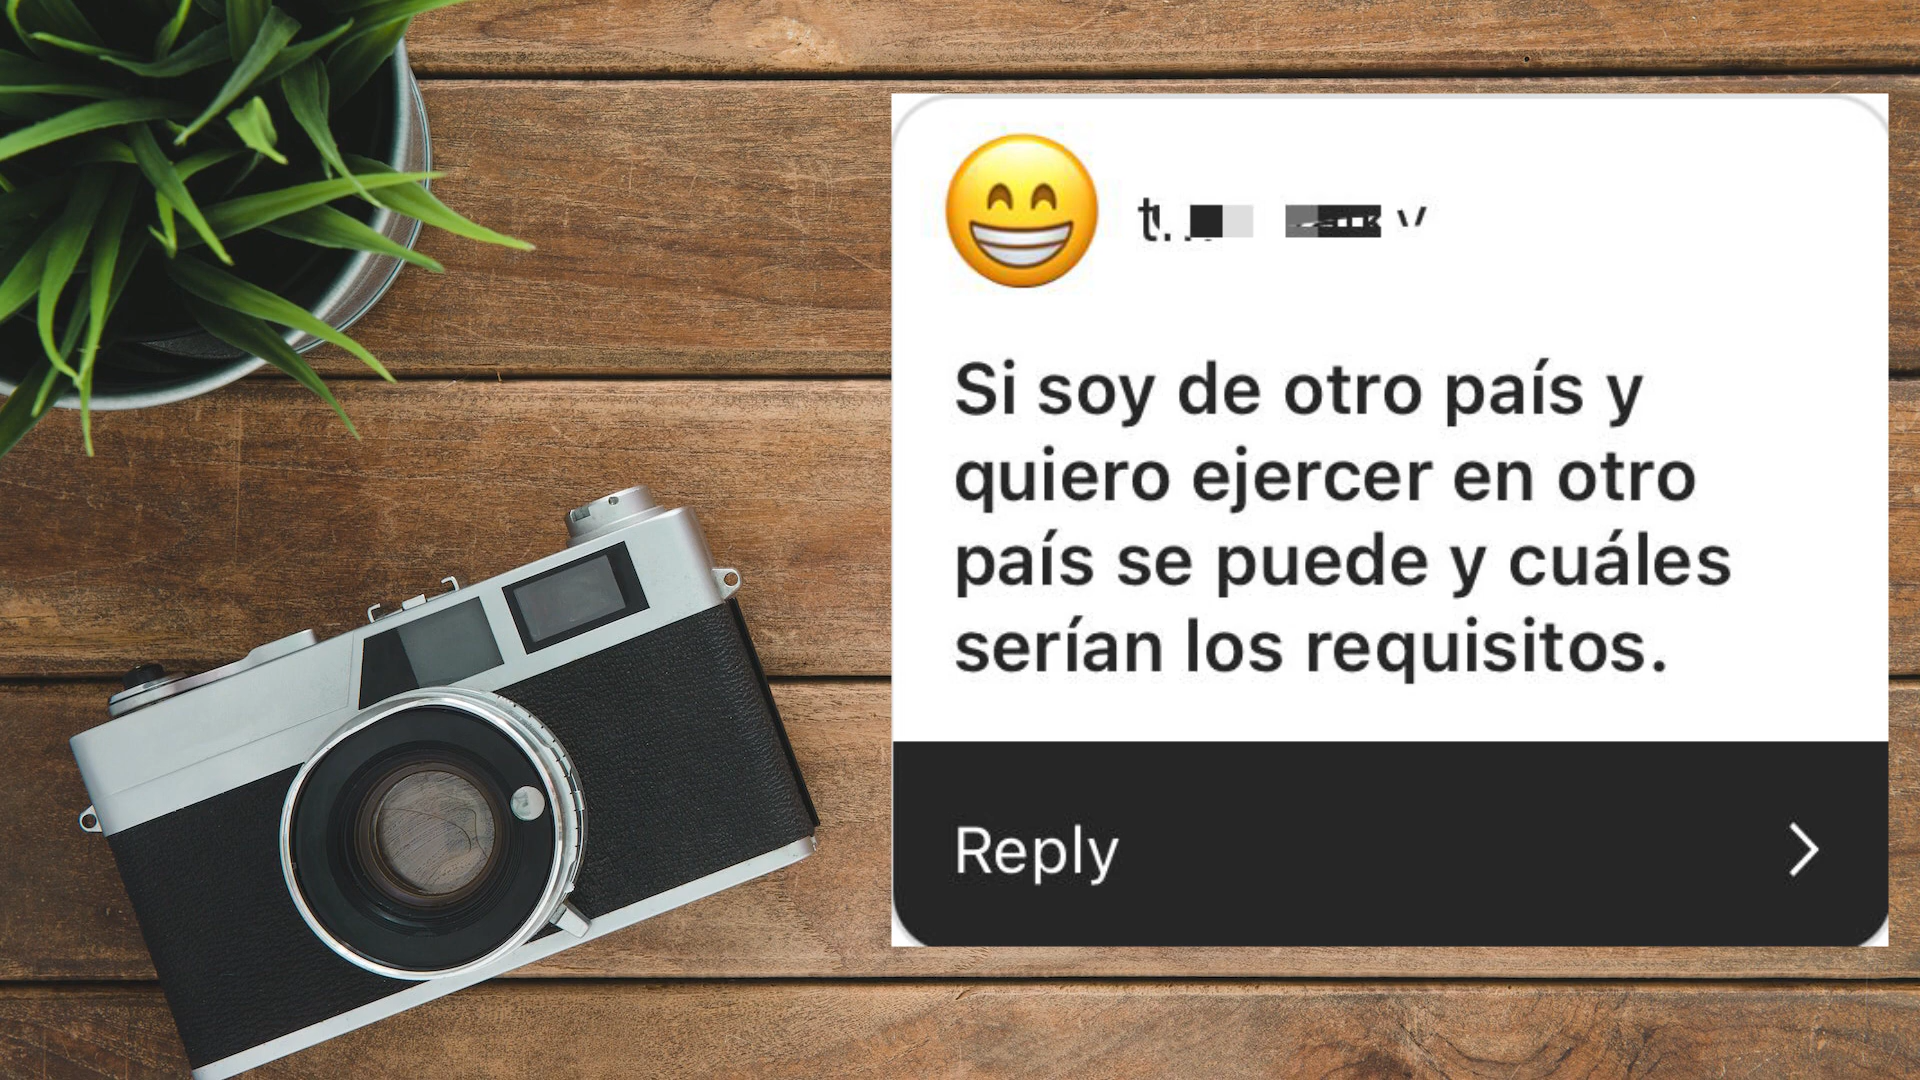 Si soy de otro país y
quiero ejercer en otro
país se puede y cuáles
serían los requisitos.
Reply